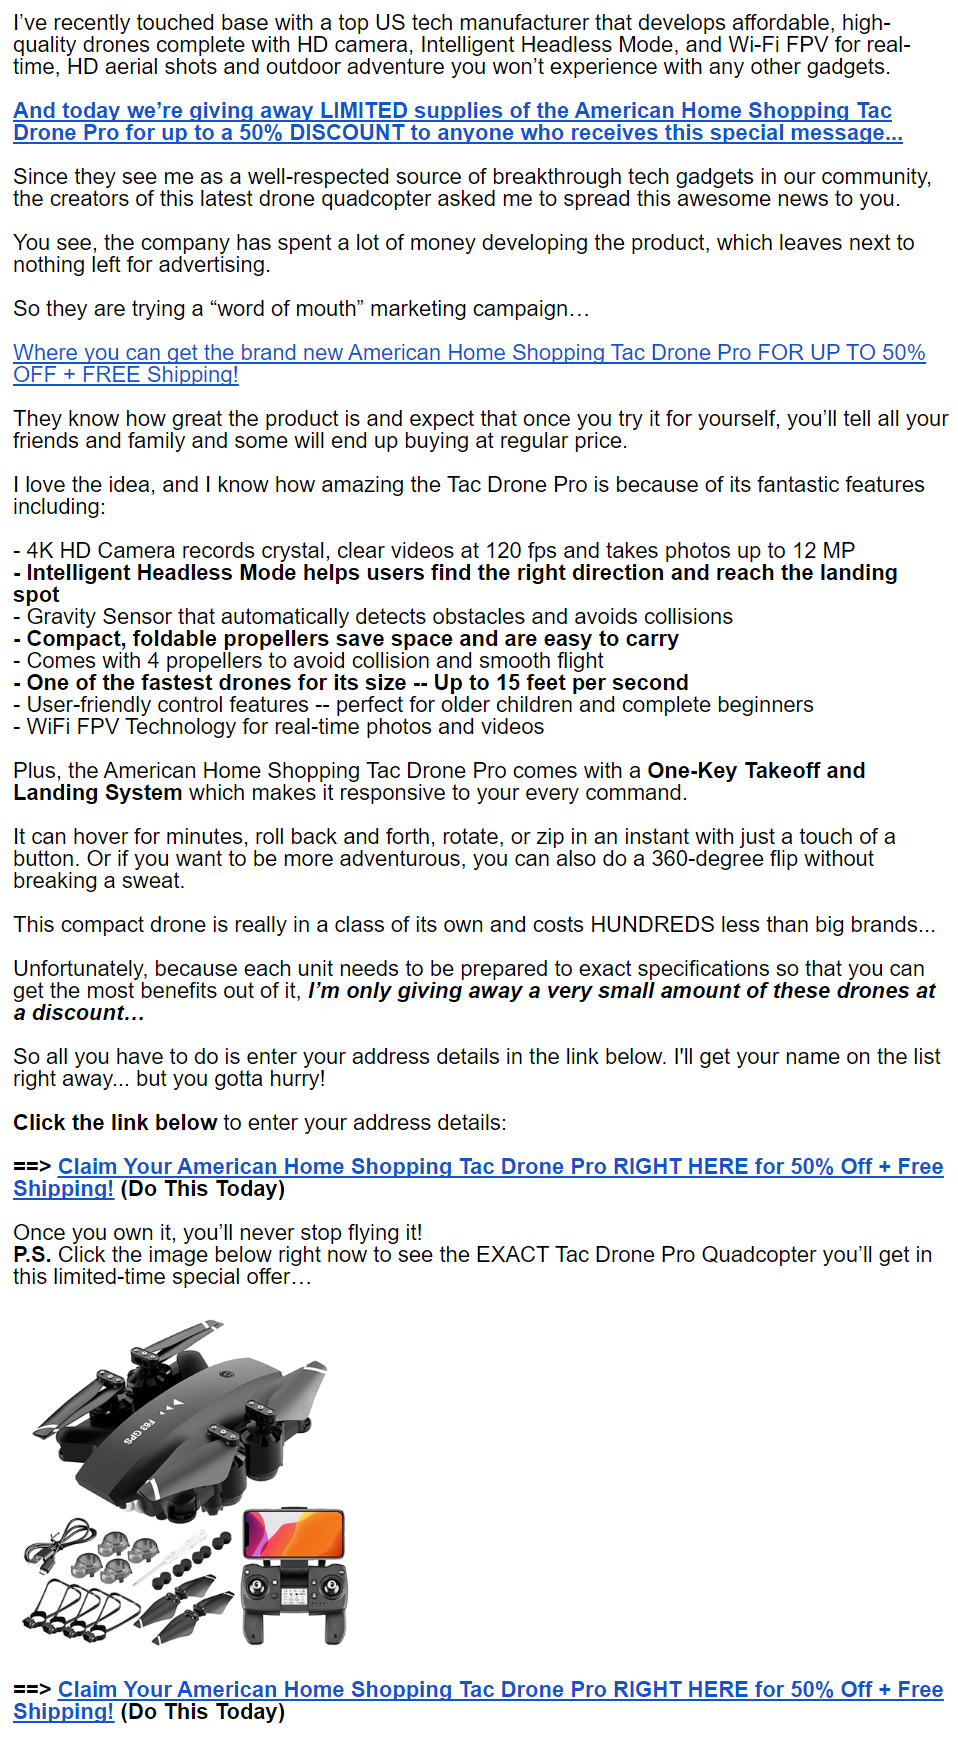 I’ve recently touched base with a top US tech manufacturer that develops affordable, high-
quality drones complete with HD camera, Intelligent Headless Mode, and Wi-Fi FPV for real-
time, HD aerial shots and outdoor adventure you won’t experience with any other gadgets.
And today we’re giving away LIMITED supplies of the American Home Shopping Tac
Drone Pro for up to a 50% DISCOUNT to anyone who receives this special message...
Since they see me as a well-respected source of breakthrough tech gadgets in our community,
the creators of this latest drone quadcopter asked me to spread this awesome news to you.
You see, the company has spent a lot of money developing the product, which leaves next to
nothing left for advertising.
So they are trying a “word of mouth” marketing campaign…
Where you can get the brand new American Home Shopping Tac Drone Pro FOR UP TO 50%
OFF + FREE Shipping!
They know how great the product is and expect that once you try it for yourself, you’ll tell all your
friends and family and some will end up buying at regular price.
I love the idea, and I know how amazing the Tac Drone Pro is because of its fantastic features
including:
- 4K HD Camera records crystal, clear videos at 120 fps and takes photos up to 12 MP
- Intelligent Headless Mode helps users find the right direction and reach the landing
spot
- Gravity Sensor that automatically detects obstacles and avoids collisions
- Compact, foldable propellers save space and are easy to carry
- Comes with 4 propellers to avoid collision and smooth flight
- One of the fastest drones for its size -- Up to 15 feet per second
- User-friendly control features -- perfect for older children and complete beginners
- WiFi FPV Technology for real-time photos and videos
Plus, the American Home Shopping Tac Drone Pro comes with a One-Key Takeoff and
Landing System which makes it responsive to your every command.
It can hover for minutes, roll back and forth, rotate, or zip in an instant with just a touch of a
button. Or if you want to be more adventurous, you can also do a 360-degree flip without
breaking a sweat.
This compact drone is really in a class of its own and costs HUNDREDS less than big brands...
Unfortunately, because each unit needs to be prepared to exact specifications so that you can
get the most benefits out of it, I’m only giving away a very small amount of these drones at
a discount…
So all you have to do is enter your address details in the link below. I'll get your name on the list
right away... but you gotta hurry!
Click the link below to enter your address details:
==> Claim Your American Home Shopping Tac Drone Pro RIGHT HERE for 50% Off + Free
Shipping! (Do This Today)
Once you own it, you’ll never stop flying it!
P.S. Click the image below right now to see the EXACT Tac Drone Pro Quadcopter you’ll get in
this limited-time special offer…
F63 GPS
==> Claim Your American Home Shopping Tac Drone Pro RIGHT HERE for 50% Off + Free
Shipping! (Do This Today)